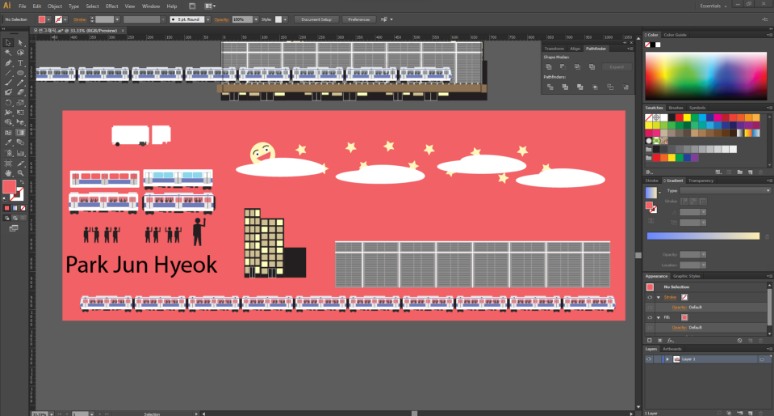 Ai File Edit Object Type Select Effect View Window Help
Essentials
No Selection Stroke: 5 pt. Round Opacity: 100% Style: Document Setup Preferences
Transform Align Pathfinder
Shape Modes:
Expand
Pathfinders:
Park Jun Hyeok
Selection
Color Color Guide
Swatches Brushes Symbols
Stroke Gradient Transparency
Type:
Stroke:
Opacity:
Location:
Appearance Graphic Styles
No Selection
Stroke:
Opacity: Default
Fill:
Opacity: Default
Layers Artboards
Layer 1
1 Layer